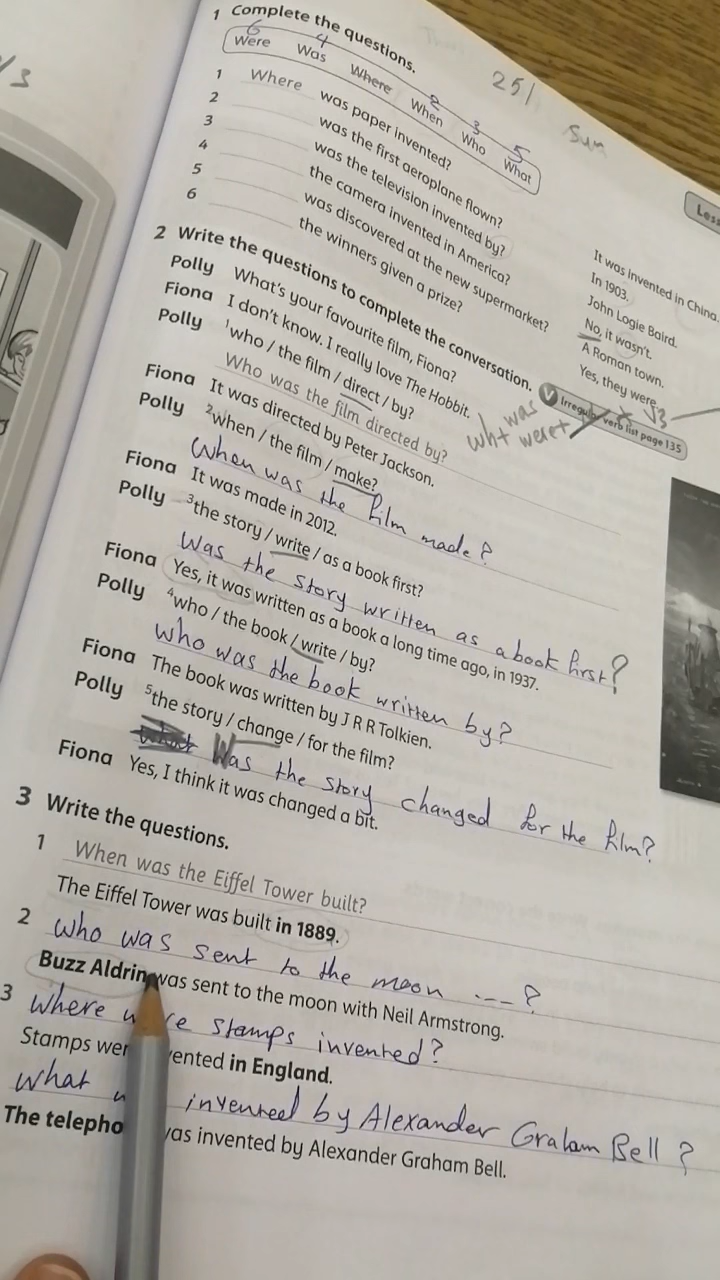 1 Complete the questions.
6 4 2 3 5
Were Was Where When Who What
25/
Sun
/3
1 Where was paper invented?
2 was the first aeroplane flown?
3 was the television invented by?
4 the camera invented in America?
5 was discovered at the new supermarket?
6 the winners given a prize?
It was invented in China.
In 1903.
John Logie Baird.
No, it wasn't.
A Roman town.
Yes, they were.
Less
2 Write the questions to complete the conversation.
V Irregular verb list page 135
was
wht were + √3
Polly What's your favourite film, Fiona?
Fiona I don't know. I really love The Hobbit.
Polly 1who / the film / direct / by?
Who was the film directed by?
Fiona It was directed by Peter Jackson.
Polly 2when / the film / make?
When was the film made?
Fiona It was made in 2012.
Polly 3the story / write / as a book first?
Was the story written as a book first?
Fiona Yes, it was written as a book a long time ago, in 1937.
Polly 4who / the book / write / by?
who was the book written by?
Fiona The book was written by J R R Tolkien.
Polly 5the story / change / for the film?
Was the story changed for the film?
Fiona Yes, I think it was changed a bit.
3 Write the questions.
1 When was the Eiffel Tower built?
The Eiffel Tower was built in 1889.
2 who was sent to the moon ---?
Buzz Aldrin was sent to the moon with Neil Armstrong.
3 where were stamps invented?
Stamps were invented in England.
what invented by Alexander Graham Bell?
The telephone was invented by Alexander Graham Bell.